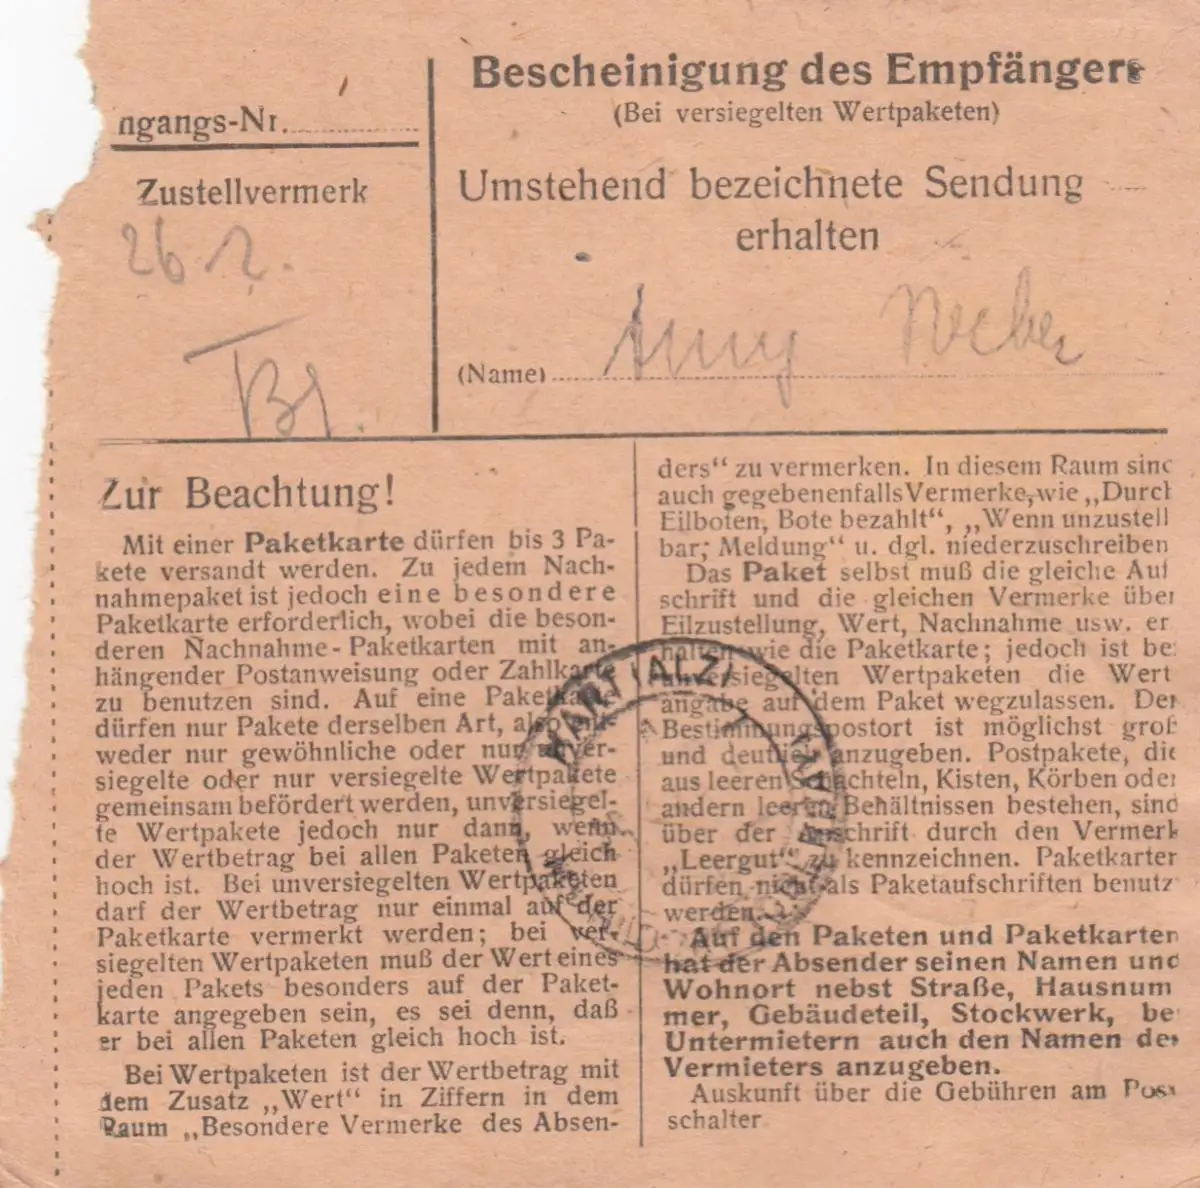 ngangs-Nr.
Zustellvermerk
26.2.
Bescheinigung des Empfängers
(Bei versiegelten Wertpaketen)
Umstehend bezeichnete Sendung
erhalten
(Name)
Zur Beachtung!
Mit einer Paketkarte dürfen bis 3 Pa-
kete versandt werden. Zu jedem Nach-
nahmepaket ist jedoch eine besondere
Paketkarte erforderlich, wobei die beson-
deren Nachnahme-Paketkarten mit an-
hängender Postanweisung oder Zahlkarte
zu benutzen sind. Auf eine Paketkarte
dürfen nur Pakete derselben Art, also ent-
weder nur gewöhnliche oder nur unver-
siegelte oder nur versiegelte Wertpakete
gemeinsam befördert werden, unversiegel-
te Wertpakete jedoch nur dann, wenn
der Wertbetrag bei allen Paketen gleich
hoch ist. Bei unversiegelten Wertpaketen
darf der Wertbetrag nur einmal auf der
Paketkarte vermerkt werden; bei ver-
siegelten Wertpaketen muß der Wert eines
jeden Pakets besonders auf der Paket-
karte angegeben sein, es sei denn, daß
er bei allen Paketen gleich hoch ist.
Bei Wertpaketen ist der Wertbetrag mit
dem Zusatz „Wert“ in Ziffern in dem
Raum „Besondere Vermerke des Absen-
ders“ zu vermerken. In diesem Raum sind
auch gegebenenfalls Vermerke, wie „Durch
Eilboten, Bote bezahlt“, „Wenn unzustell
bar, Meldung“ u. dgl. niederzuschreiben
Das Paket selbst muß die gleiche Auf
schrift und die gleichen Vermerke über
Eilzustellung, Wert, Nachnahme usw. er
halten wie die Paketkarte; jedoch ist be
unversiegelten Wertpaketen die Wert
angabe auf dem Paket wegzulassen. Der
Bestimmungspostort ist möglichst groß
und deutlich anzugeben. Postpakete, die
aus leeren Schachteln, Kisten, Körben oder
andern leeren Behältnissen bestehen, sind
über der Anschrift durch den Vermerk
„Leergut“ zu kennzeichnen. Paketkarten
dürfen nicht als Paketaufschriften benutz
werden.
Auf den Paketen und Paketkarten
hat der Absender seinen Namen und
Wohnort nebst Straße, Hausnum
mer, Gebäudeteil, Stockwerk, be
Untermietern auch den Namen des
Vermieters anzugeben.
Auskunft über die Gebühren am Post
schalter
HART (ALZ)